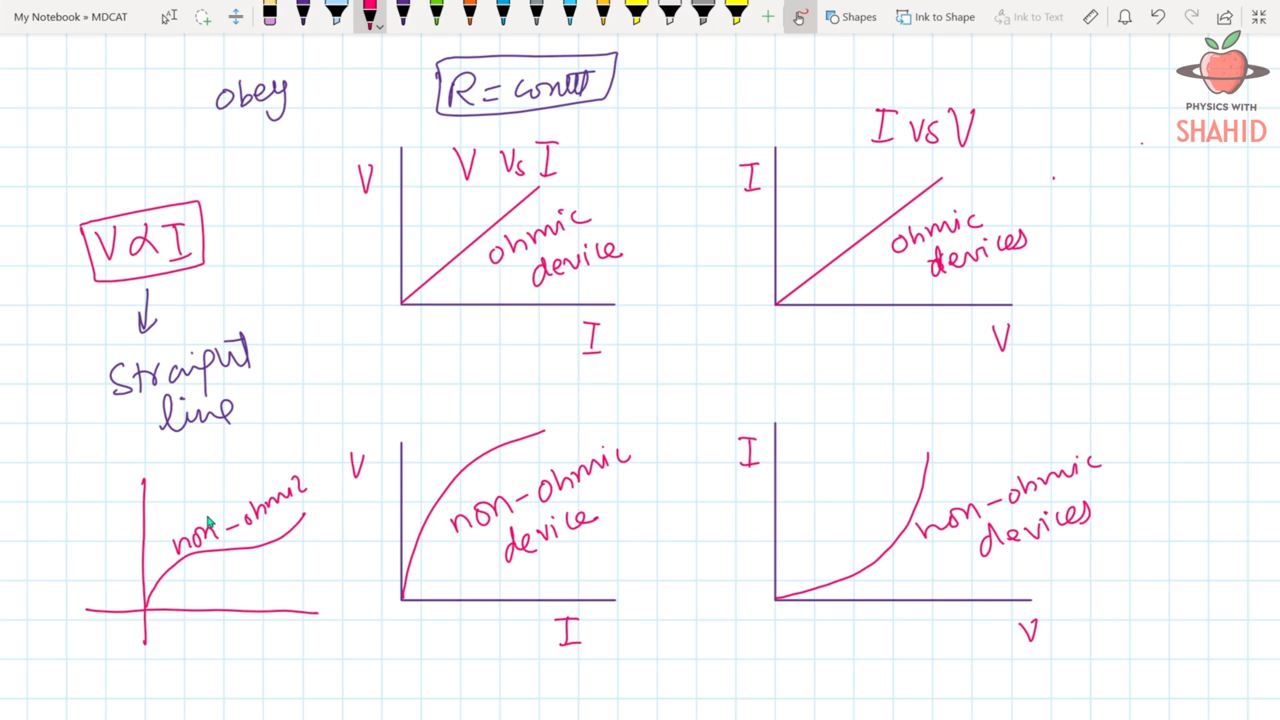 My Notebook » MDCAT
Shapes
Ink to Shape
Ink to Text
PHYSICS WITH
SHAHID
obey
V ∝ I
Straight
line
V
V vs I
ohmic
device
I
I vs V
I
ohmic
devices
V
non-ohmic
V
non-ohmic
device
I
I
non-ohmic
devices
V